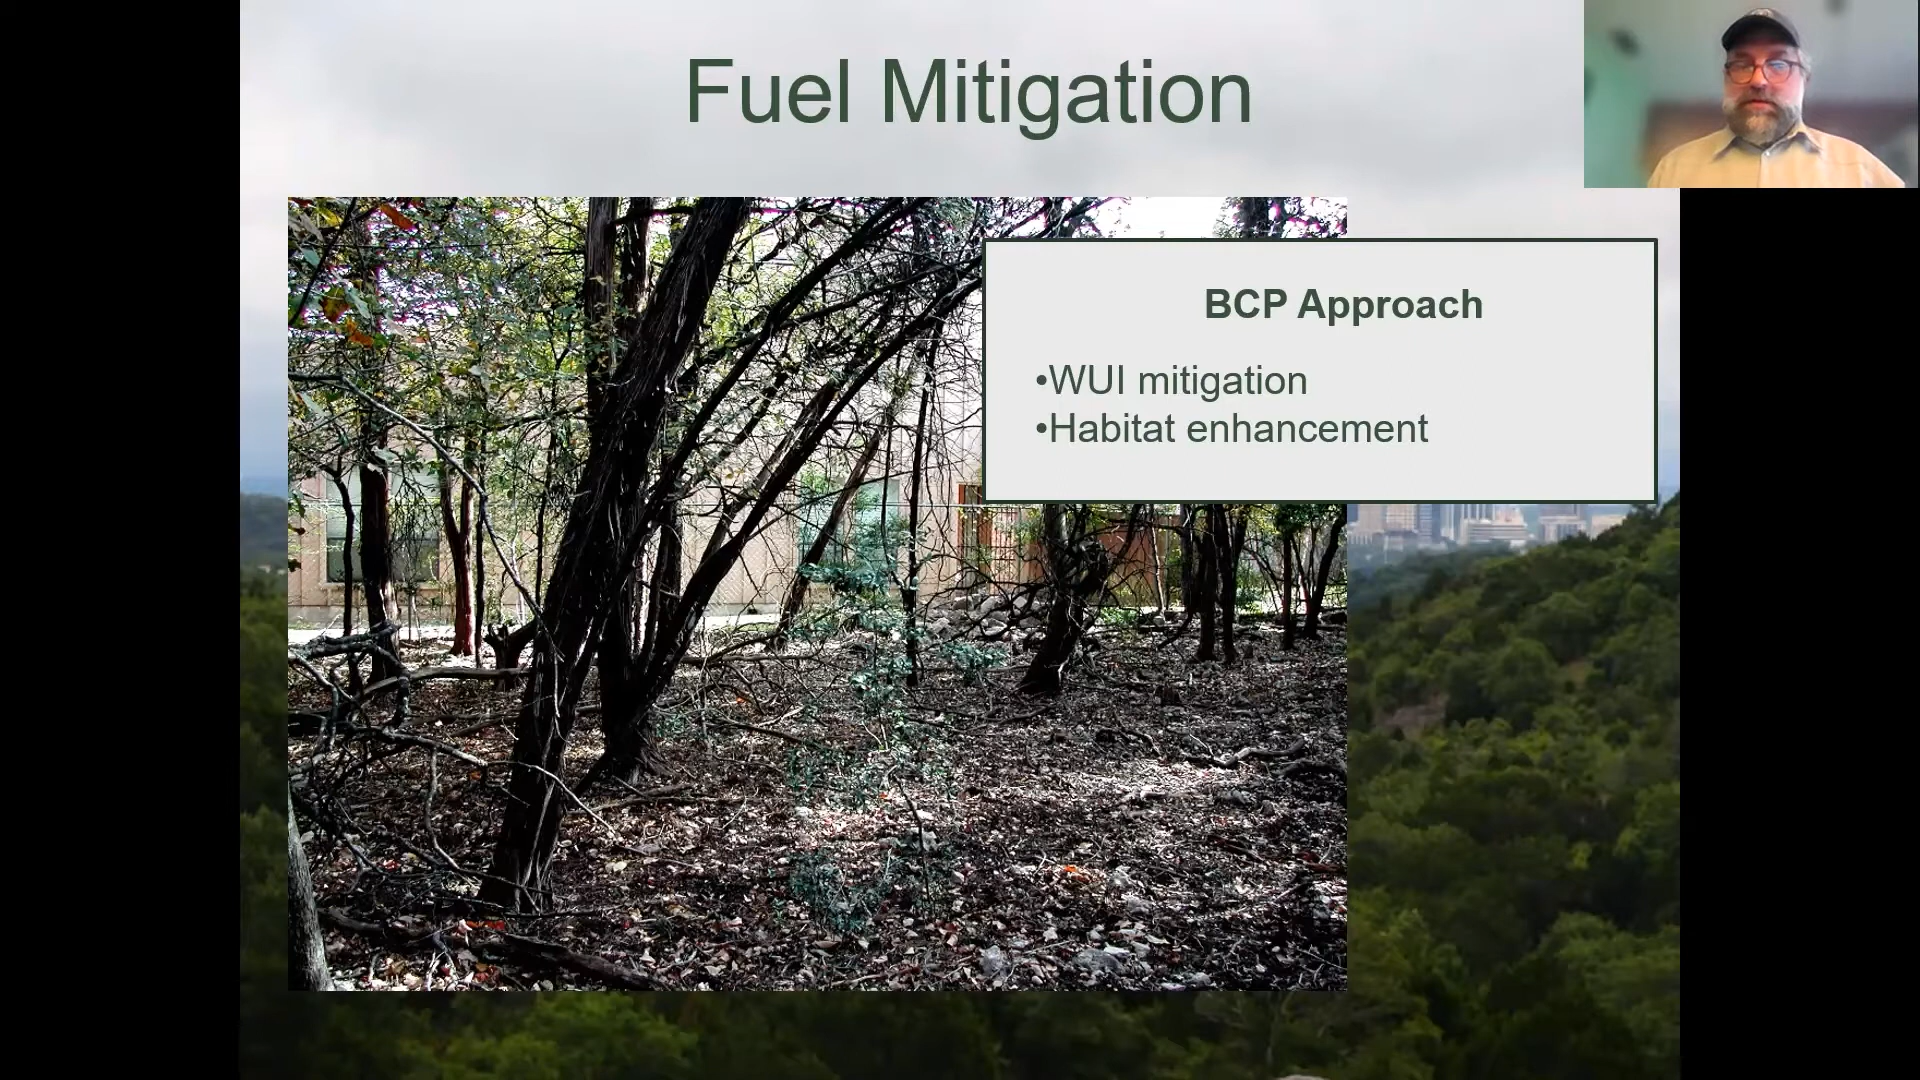 Fuel Mitigation
BCP Approach
•WUI mitigation
•Habitat enhancement